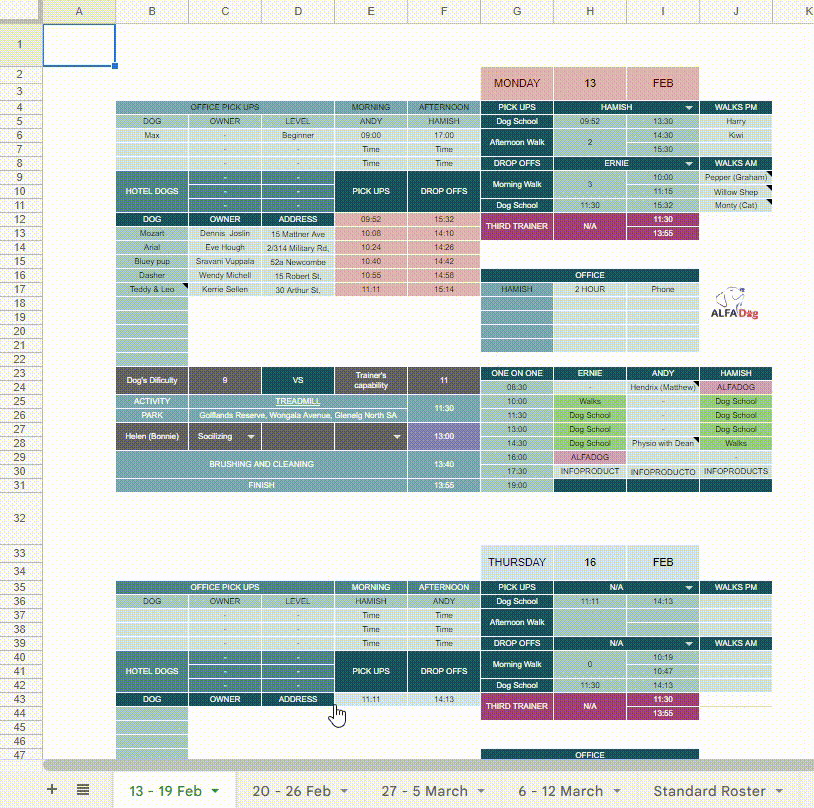 A B C D E F G H I J K
1
2 MONDAY 13 FEB
3
4 OFFICE PICK UPS MORNING AFTERNOON PICK UPS HAMISH WALKS PM
5 DOG OWNER LEVEL ANDY HAMISH Dog School 09:52 13:30 Harry
6 Max - Beginner 09:00 17:00 Afternoon Walk 2 14:30 Kiwi
7 - - - Time Time 15:30
8 - - - Time Time DROP OFFS ERNIE WALKS AM
9 HOTEL DOGS - - PICK UPS DROP OFFS Morning Walk 3 10:00 Pepper (Graham)
10 - - 11:15 Willow Shep
11 - - Dog School 11:30 15:32 Monty (Cat)
12 DOG OWNER ADDRESS 09:52 15:32 THIRD TRAINER N/A 11:30
13 Mozart Dennis Joslin 15 Mattner Ave 10:08 14:10 13:55
14 Arial Eve Hough 2/314 Military Rd, 10:24 14:26
15 Bluey pup Sravani Vuppala 52a Newcombe 10:40 14:42
16 Dasher Wendy Michell 15 Robert St, 10:55 14:58 OFFICE
17 Teddy & Leo Kerrie Sellen 30 Arthur St, 11:11 15:14 HAMISH 2 HOUR Phone
18
19 ALFADog
20
21
22
23 Dog's Dificulty 9 VS Trainer's capability 11 ONE ON ONE ERNIE ANDY HAMISH
24 08:30 - Hendrix (Matthew) ALFADOG
25 ACTIVITY TREADMILL 11:30 10:00 Walks - Dog School
26 PARK Golflands Reserve, Wongala Avenue, Glenelg North SA 11:30 Dog School - Dog School
27 Helen (Bonnie) Socilizing 13:00 13:00 Dog School - Dog School
28 14:30 Dog School Physio with Dean Walks
29 BRUSHING AND CLEANING 13:40 16:00 ALFADOG - -
30 17:30 INFOPRODUCT INFOPRODUCTO INFOPRODUCTS
31 FINISH 13:55 19:00
32
33 THURSDAY 16 FEB
34
35 OFFICE PICK UPS MORNING AFTERNOON PICK UPS N/A WALKS PM
36 DOG OWNER LEVEL HAMISH ANDY Dog School 11:11 14:13
37 - - - Time Time Afternoon Walk
38 - - - Time Time
39 - - - Time Time DROP OFFS N/A WALKS AM
40 HOTEL DOGS - - PICK UPS DROP OFFS Morning Walk 0 10:19
41 - - 10:47
42 - - Dog School 11:30 14:13
43 DOG OWNER ADDRESS 11:11 14:13 THIRD TRAINER N/A 11:30
44 13:55
45
46
47 OFFICE
+ 13 - 19 Feb 20 - 26 Feb 27 - 5 March 6 - 12 March Standard Roster